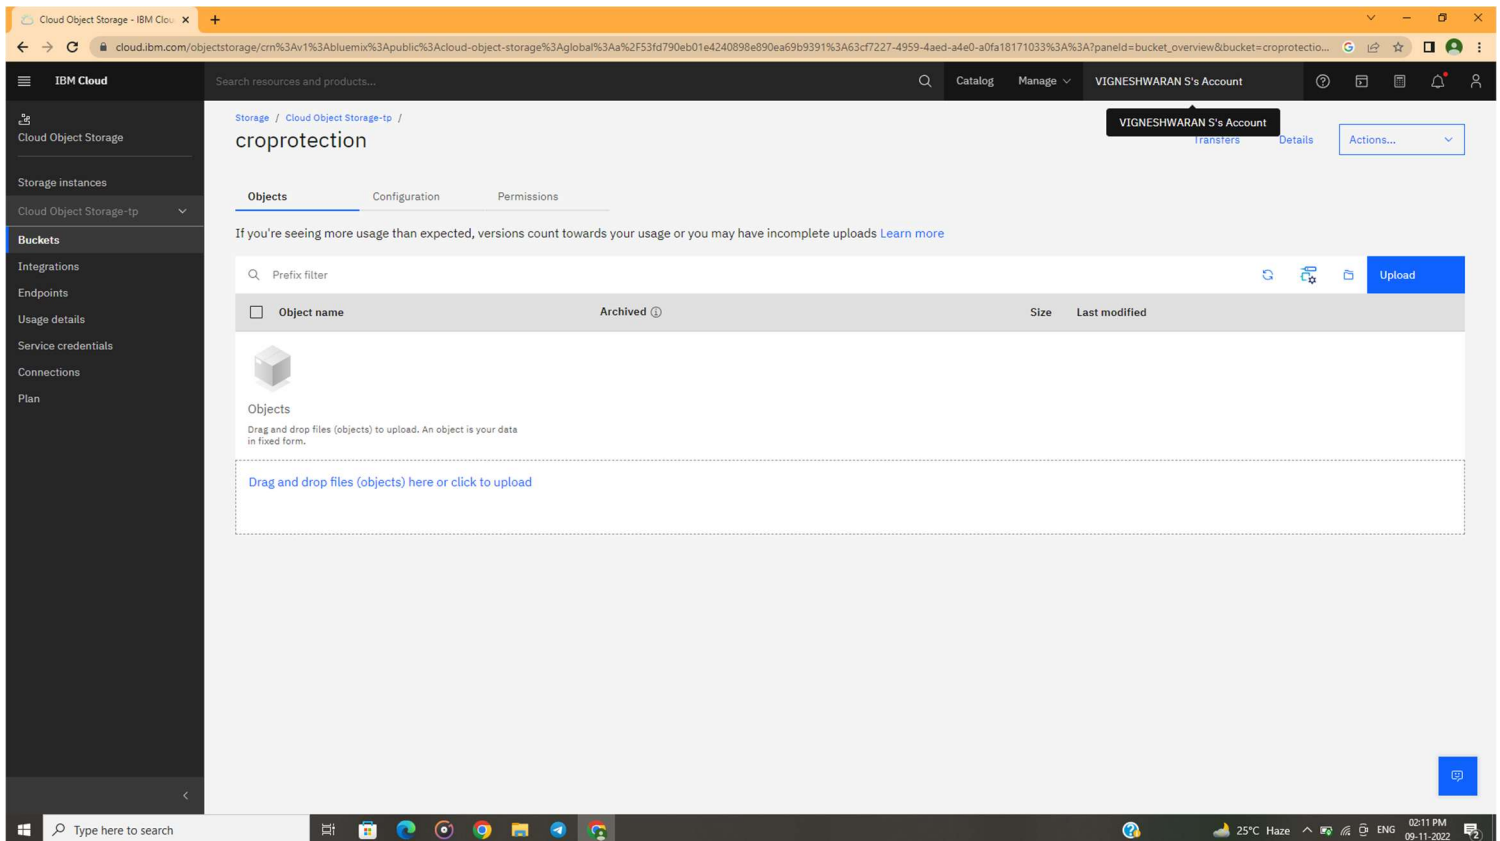 Cloud Object Storage - IBM Clou
cloud.ibm.com/objectstorage/crn%3Av1%3Abluemix%3Apublic%3Acloud-object-storage%3Aglobal%3Aa%2F53fd790eb01e4240898e890ea69b9391%3A63cf7227-4959-4aed-a4e0-a0fa18171033%3A%3A?paneId=bucket_overview&bucket=croprotectio...
IBM Cloud
Search resources and products...
Catalog
Manage
VIGNESHWARAN S's Account
VIGNESHWARAN S's Account
Cloud Object Storage
Storage instances
Cloud Object Storage-tp
Buckets
Integrations
Endpoints
Usage details
Service credentials
Connections
Plan
Storage / Cloud Object Storage-tp /
croprotection
Transfers
Details
Actions...
Objects
Configuration
Permissions
If you're seeing more usage than expected, versions count towards your usage or you may have incomplete uploads Learn more
Prefix filter
Upload
Object name
Archived
Size
Last modified
Objects
Drag and drop files (objects) to upload. An object is your data
in fixed form.
Drag and drop files (objects) here or click to upload
Type here to search
25°C Haze
ENG
02:11 PM
09-11-2022
2